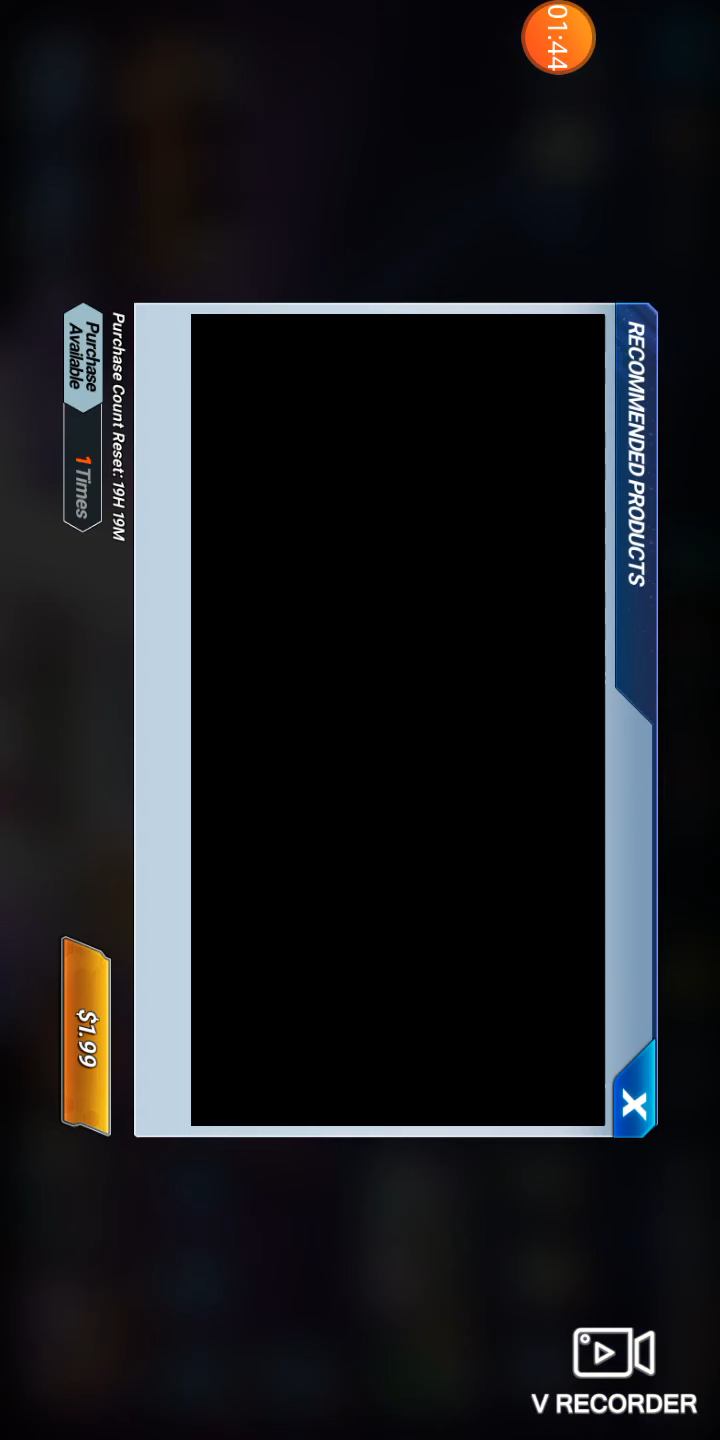 01:44
RECOMMENDED PRODUCTS
X
Purchase Count Reset: 19H 19M
Purchase
Available
1 Times
$1.99
V RECORDER